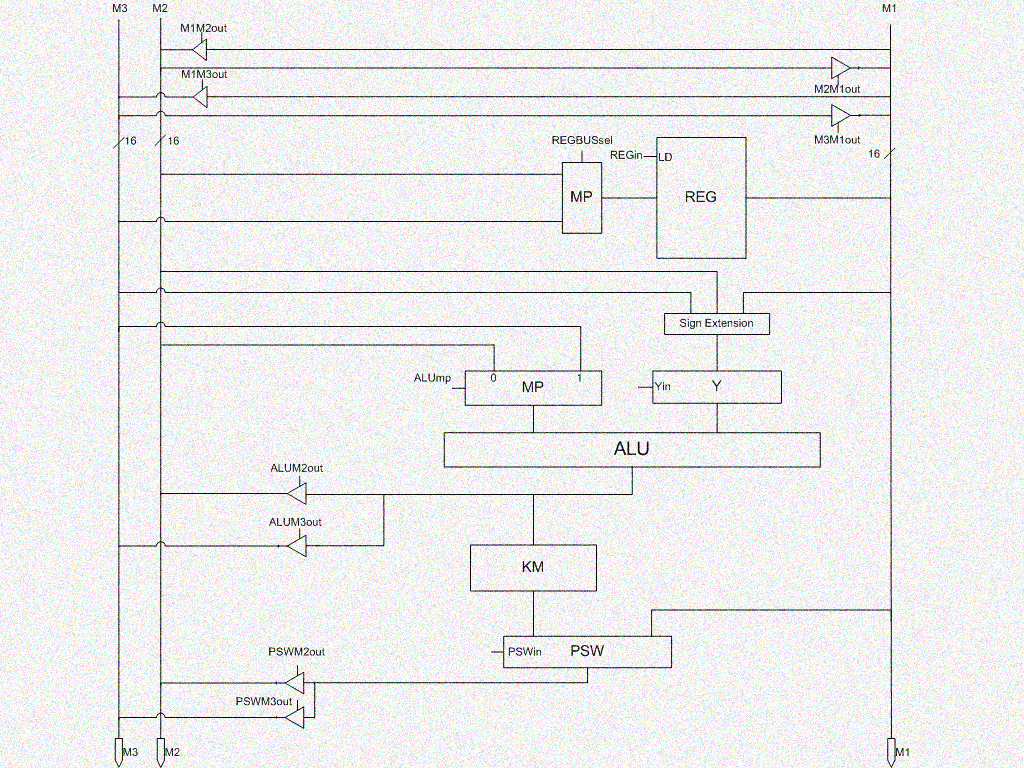 M3 M2 M1
M1M2out
M1M3out
M2M1out
M3M1out
16 16 16
REGBUSsel
REGin LD
MP REG
Sign Extension
ALUmp 0 MP 1
Yin Y
ALU
ALUM2out
ALUM3out
KM
PSWin PSW
PSWM2out
PSWM3out
M3 M2 M1